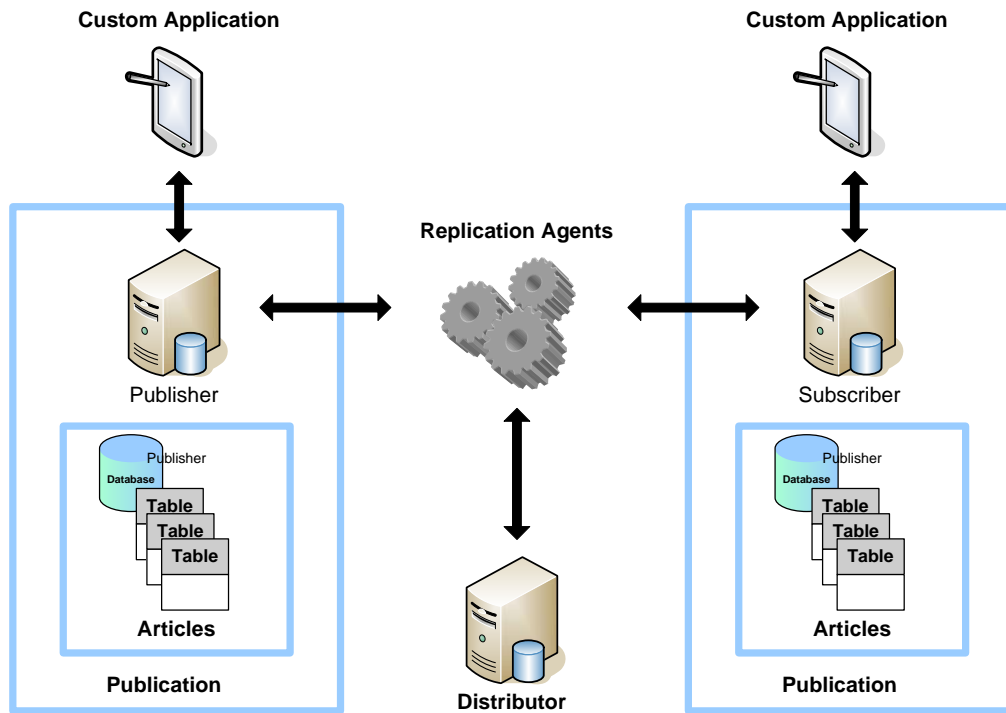 Custom Application
Custom Application
Replication Agents
Publisher
Subscriber
Publisher
Database
Table
Table
Table
Articles
Publication
Publisher
Database
Table
Table
Table
Articles
Publication
Distributor